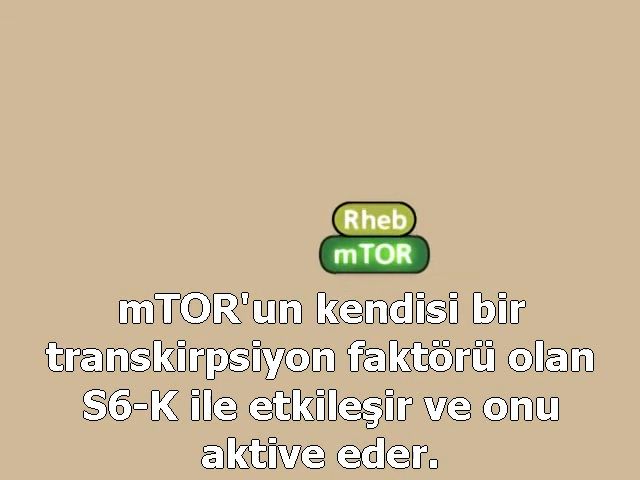 Rheb
mTOR
mTOR'un kendisi bir
transkirpsiyon faktörü olan
S6-K ile etkileşir ve onu
aktive eder.